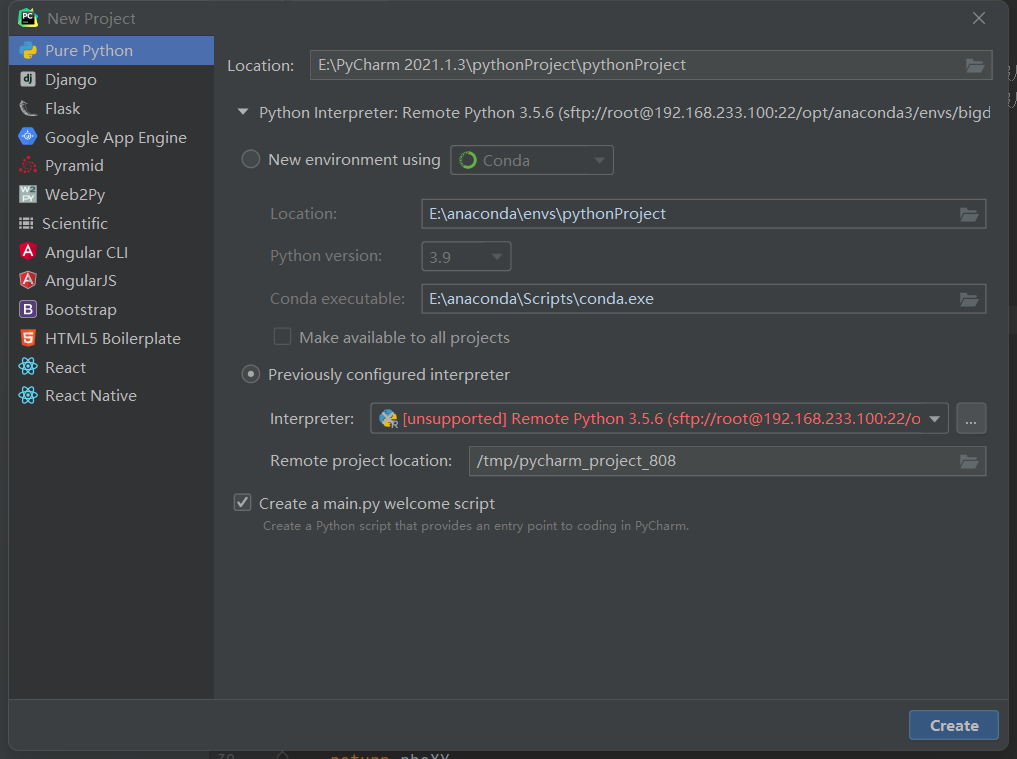 New Project
Pure Python
Django
Flask
Google App Engine
Pyramid
Web2Py
Scientific
Angular CLI
AngularJS
Bootstrap
HTML5 Boilerplate
React
React Native
Location: E:\PyCharm 2021.1.3\pythonProject\pythonProject
Python Interpreter: Remote Python 3.5.6 (sftp://root@192.168.233.100:22/opt/anaconda3/envs/bigd
New environment using Conda
Location: E:\anaconda\envs\pythonProject
Python version: 3.9
Conda executable: E:\anaconda\Scripts\conda.exe
Make available to all projects
Previously configured interpreter
Interpreter: [unsupported] Remote Python 3.5.6 (sftp://root@192.168.233.100:22/o ...
Remote project location: /tmp/pycharm_project_808
Create a main.py welcome script
Create a Python script that provides an entry point to coding in PyCharm.
Create